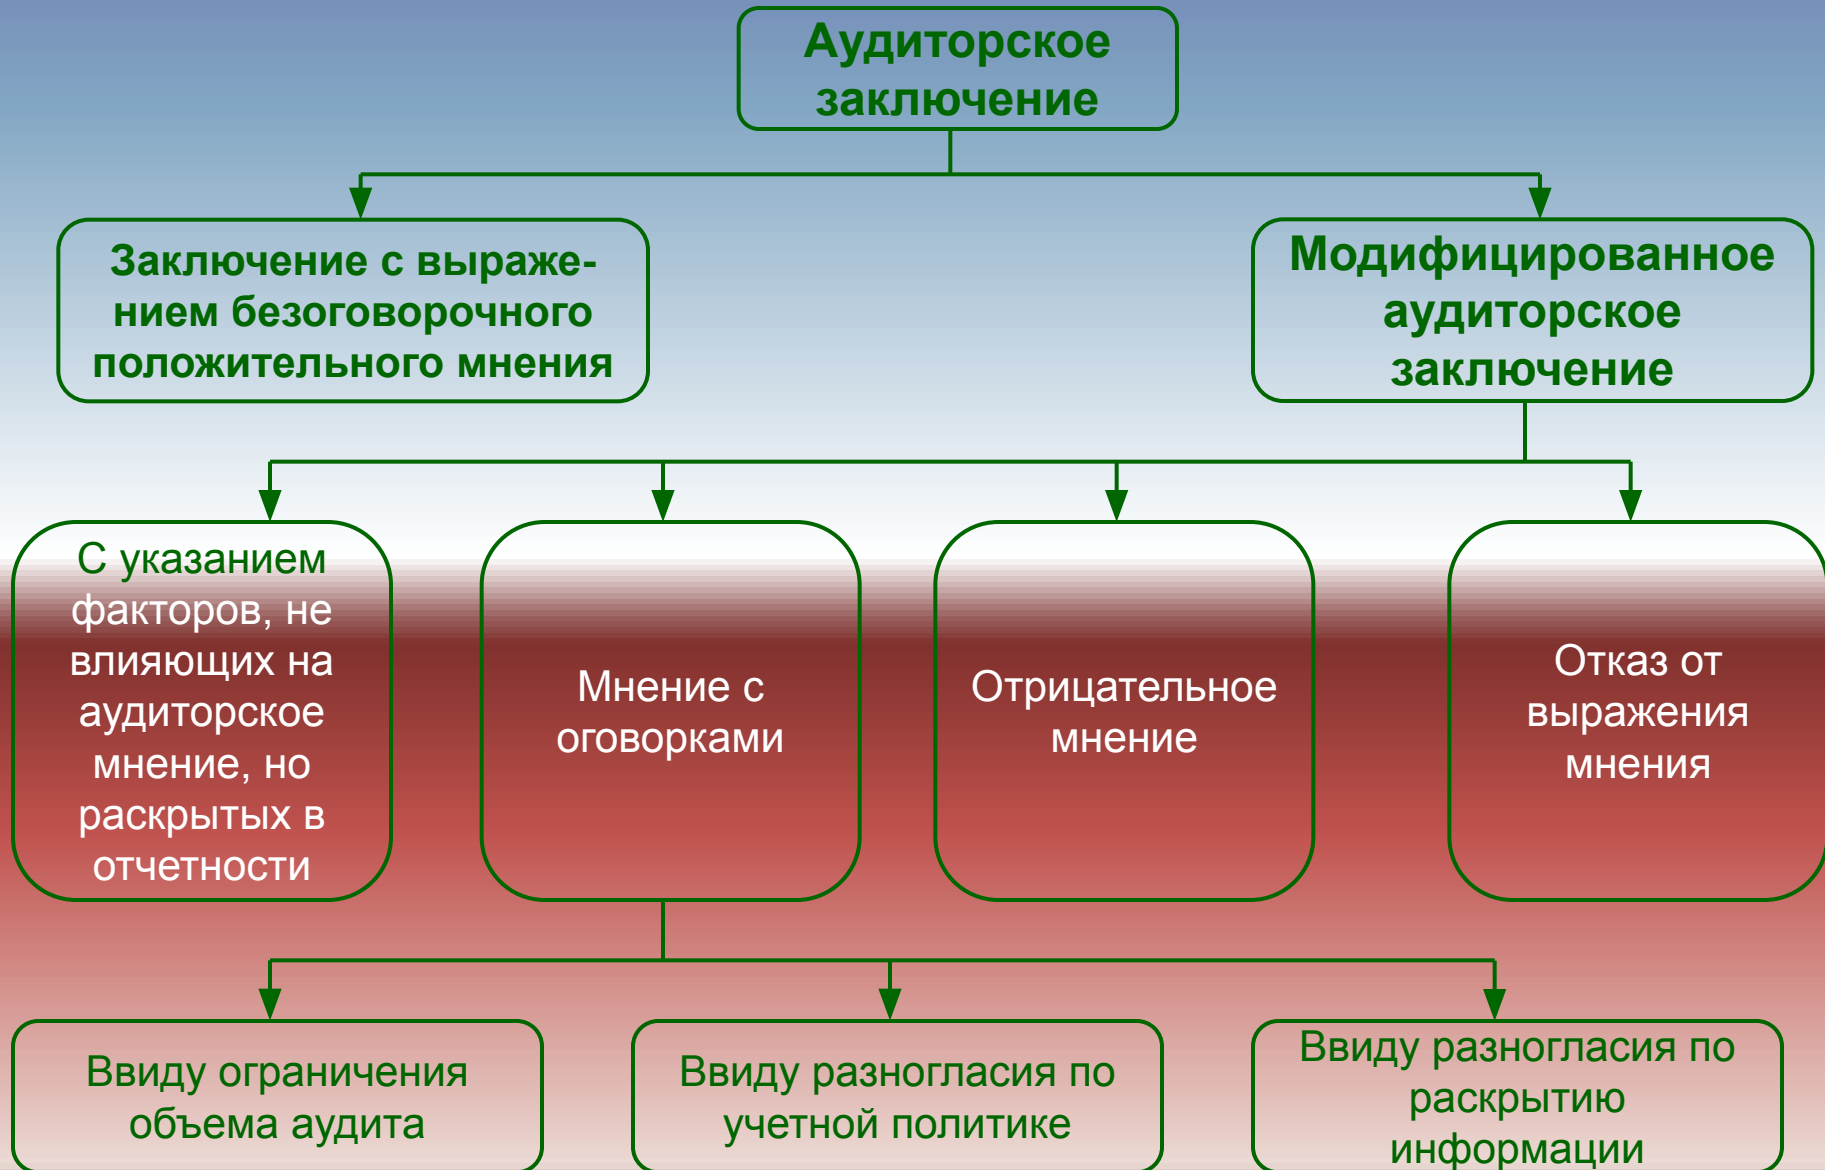 Аудиторское
заключение
Заключение с выраже-
нием безоговорочного
положительного мнения
Модифицированное
аудиторское
заключение
С указанием
факторов, не
влияющих на
аудиторское
мнение, но
раскрытых в
отчетности
Мнение с
оговорками
Отрицательное
мнение
Отказ от
выражения
мнения
Ввиду ограничения
объема аудита
Ввиду разногласия по
учетной политике
Ввиду разногласия по
раскрытию
информации